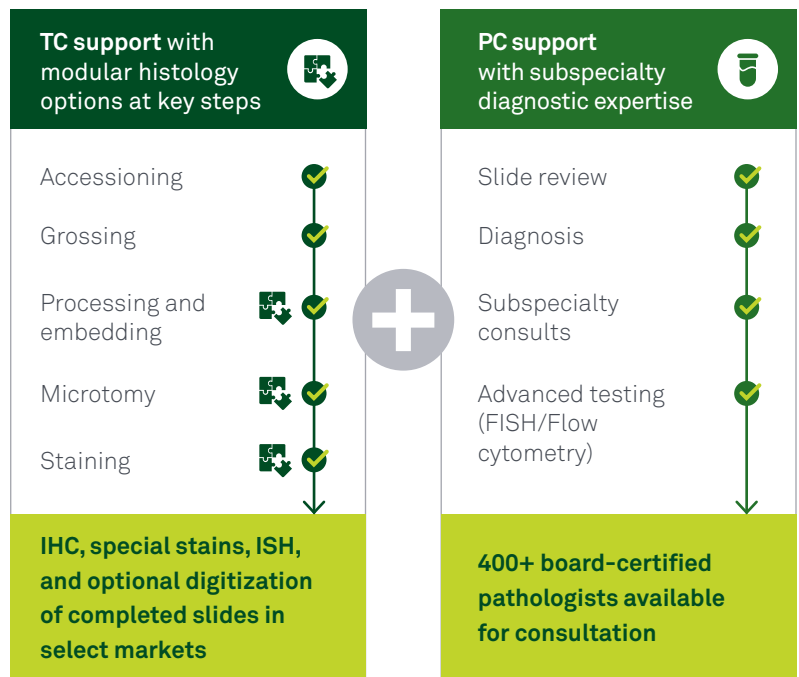 TC support with
modular histology
options at key steps
Accessioning
Grossing
Processing and
embedding
Microtomy
Staining
IHC, special stains, ISH,
and optional digitization
of completed slides in
select markets
PC support
with subspecialty
diagnostic expertise
Slide review
Diagnosis
Subspecialty
consults
Advanced testing
(FISH/Flow
cytometry)
400+ board-certified
pathologists available
for consultation